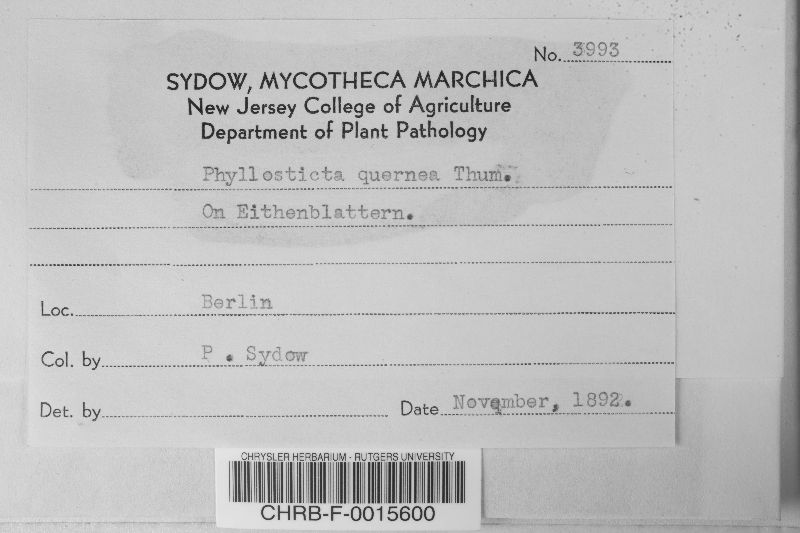 No. 3993
SYDOW, MYCOTHECA MARCHICA
New Jersey College of Agriculture
Department of Plant Pathology
Phyllosticta quernea Thum.
On Eithenblattern.
Loc. Berlin
Col. by P . Sydow
Det. by
Date November, 1892.
CHRYSLER HERBARIUM - RUTGERS UNIVERSITY
CHRB-F-0015600